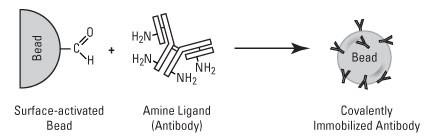 Bead
C
O
H
+
H2N
H2N
NH2
NH2
Bead
Surface-activated
Bead
Amine Ligand
(Antibody)
Covalently
Immobilized Antibody